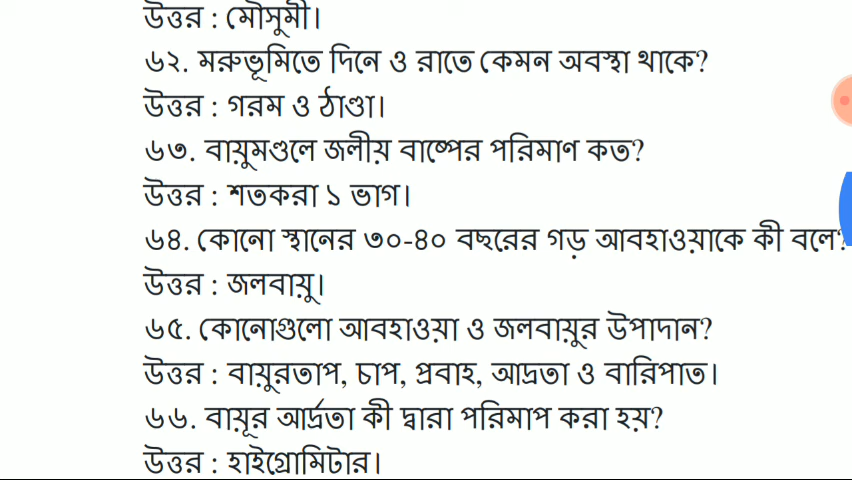 উত্তর : মৌসুমী।
৬২. মরুভূমিতে দিনে ও রাতে কেমন অবস্থা থাকে?
উত্তর : গরম ও ঠাণ্ডা।
৬৩. বায়ুমণ্ডলে জলীয় বাষ্পের পরিমাণ কত?
উত্তর : শতকরা ১ ভাগ।
৬৪. কোনো স্থানের ৩০-৪০ বছরের গড় আবহাওয়াকে কী বলে?
উত্তর : জলবায়ু।
৬৫. কোনোগুলো আবহাওয়া ও জলবায়ুর উপাদান?
উত্তর : বায়ুরতাপ, চাপ, প্রবাহ, আদ্রতা ও বারিপাত।
৬৬. বায়ূর আর্দ্রতা কী দ্বারা পরিমাপ করা হয়?
উত্তর : হাইগ্রোমিটার।